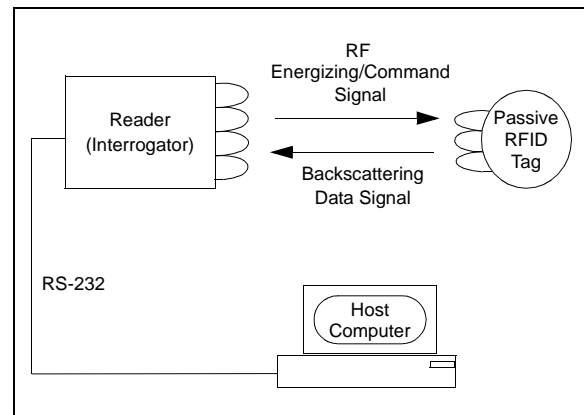 RF
Energizing/Command
Signal
Reader
(Interrogator)
Passive
RFID
Tag
Backscattering
Data Signal
RS-232
Host
Computer